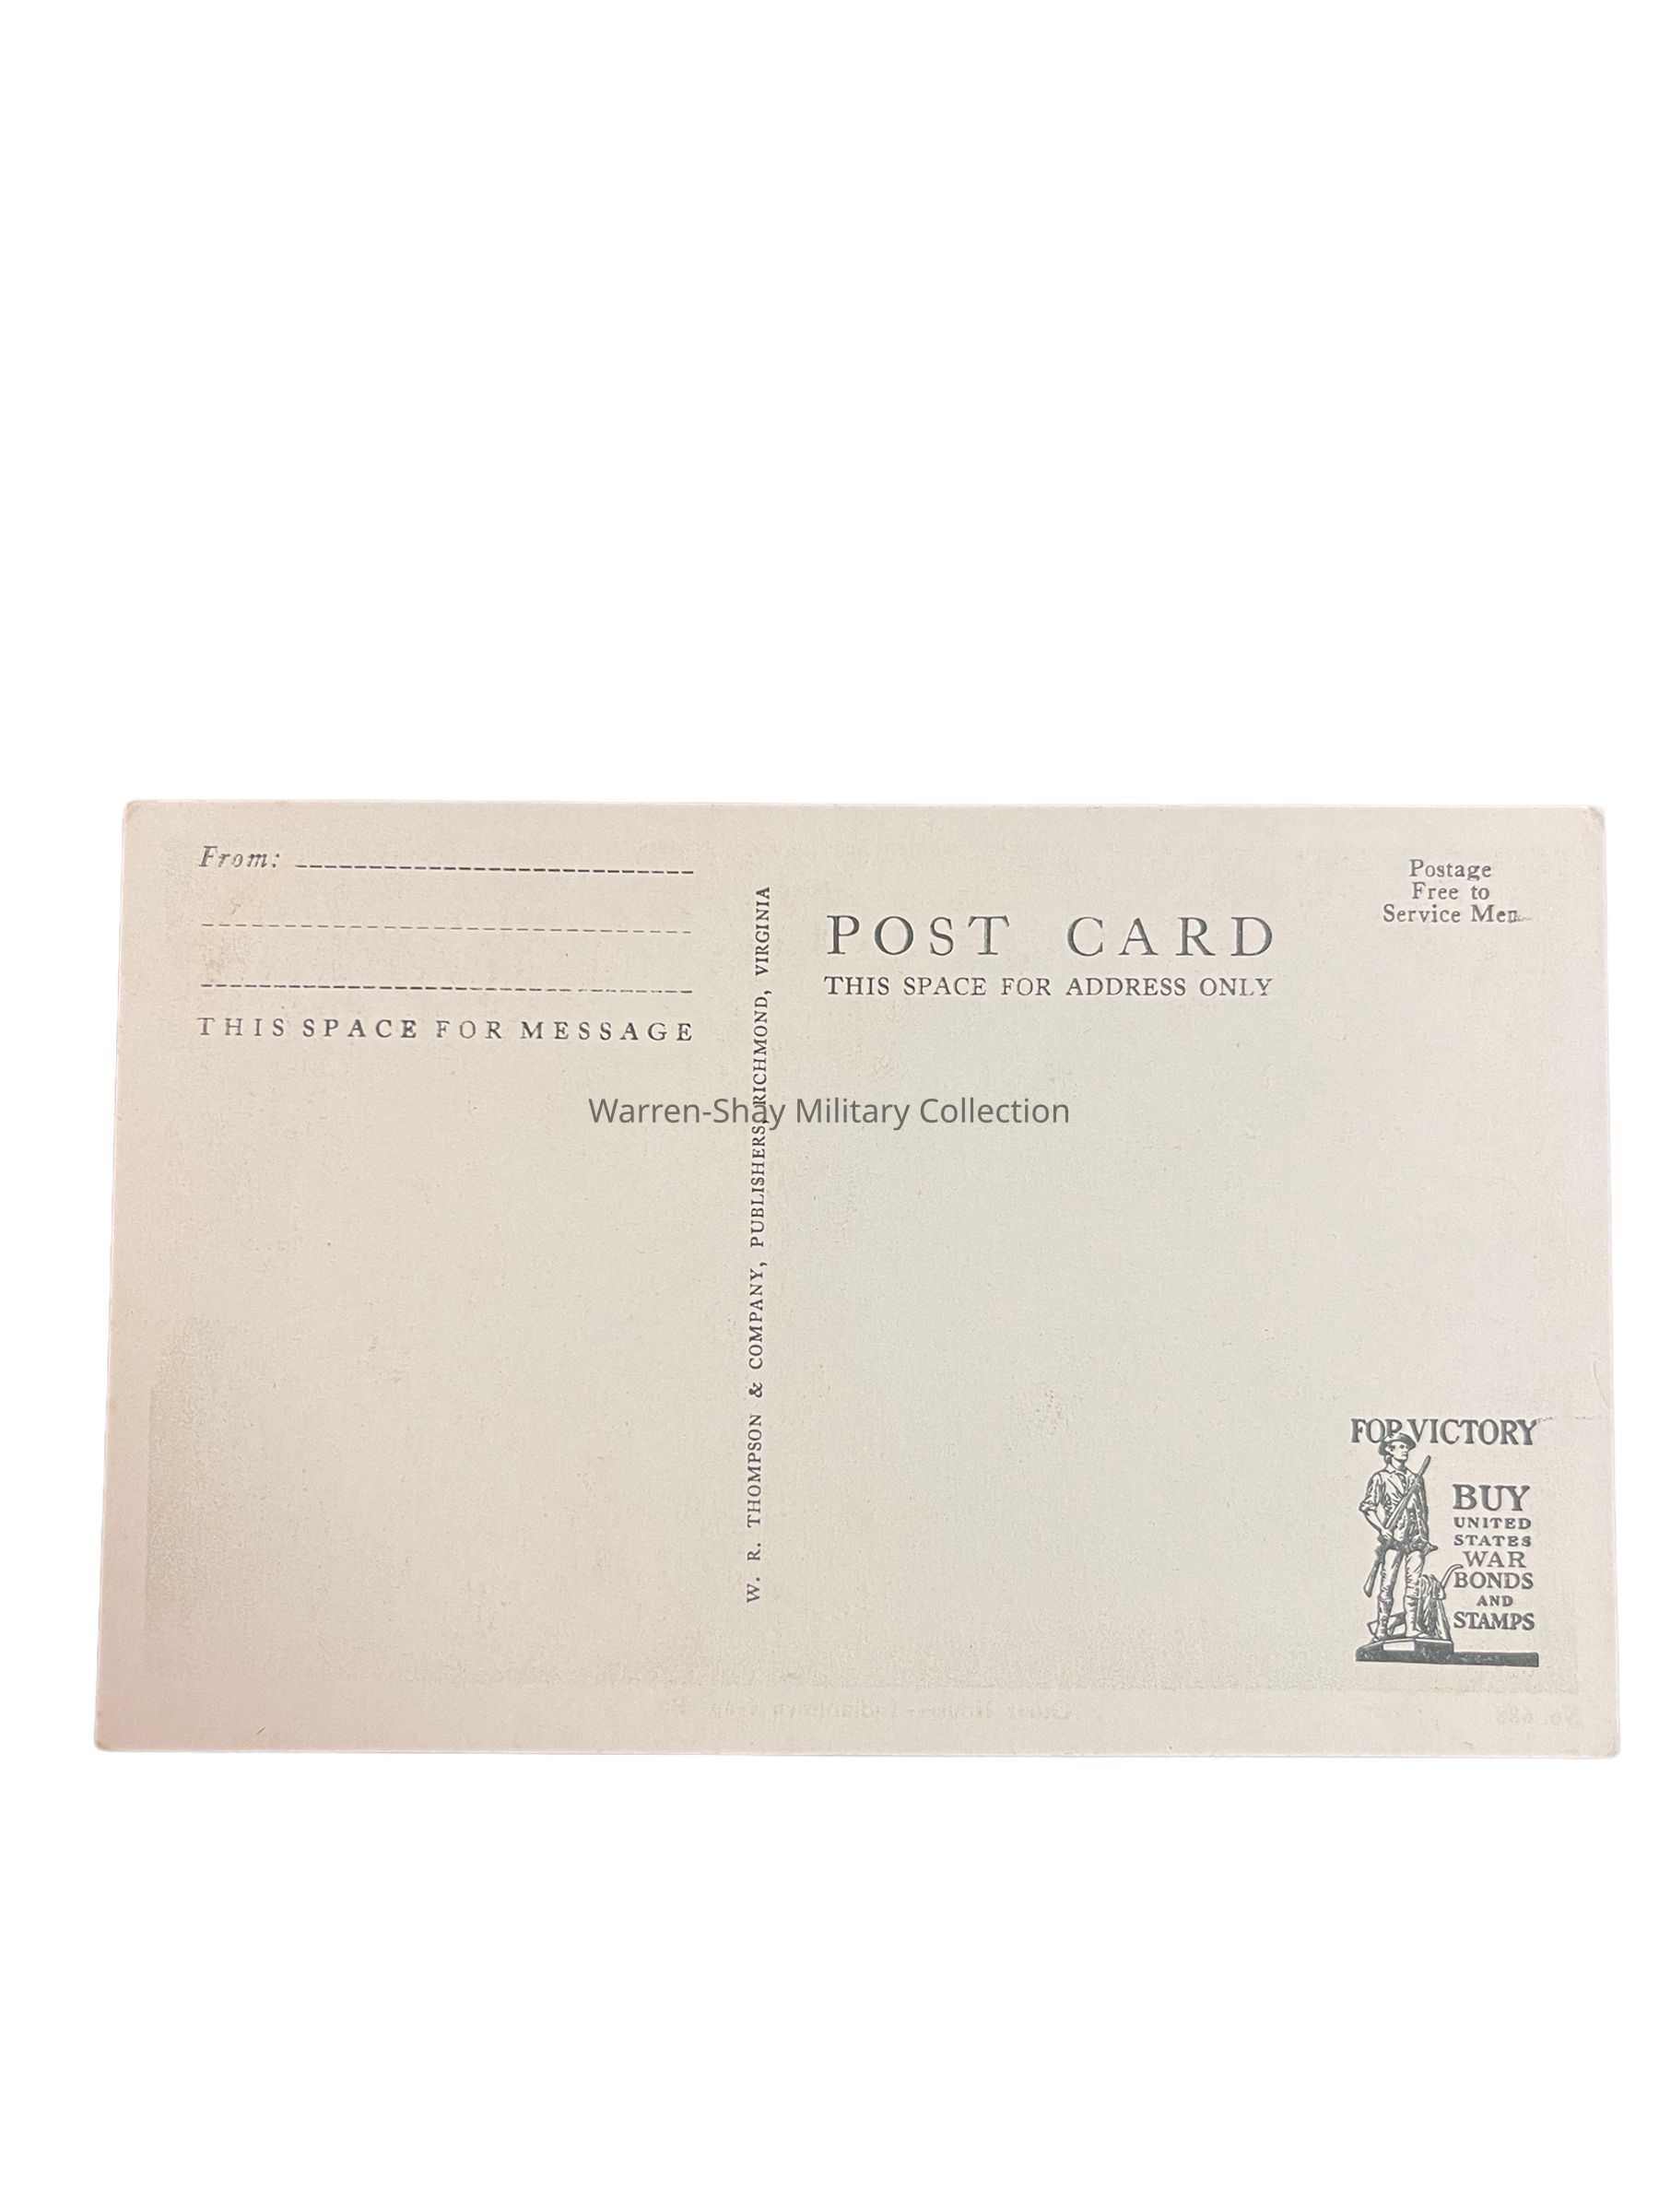 From:
THIS SPACE FOR MESSAGE
W. R. THOMPSON & COMPANY, PUBLISHERS, RICHMOND, VIRGINIA
POST CARD
THIS SPACE FOR ADDRESS ONLY
Postage
Free to
Service Men
Warren-Shay Military Collection
FOR VICTORY
BUY
UNITED
STATES
WAR
BONDS
AND
STAMPS